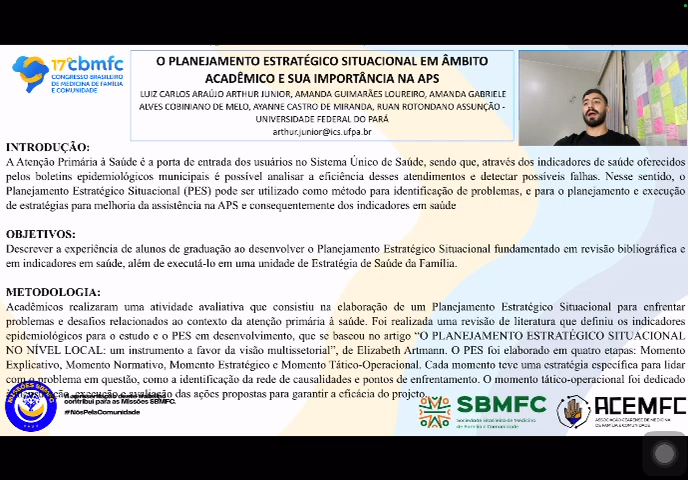 17º cbmfc
CONGRESSO BRASILEIRO
DE MEDICINA DE FAMÍLIA
E COMUNIDADE
O PLANEJAMENTO ESTRATÉGICO SITUACIONAL EM ÂMBITO
ACADÊMICO E SUA IMPORTÂNCIA NA APS
LUIZ CARLOS ARAÚJO ARTHUR JUNIOR, AMANDA GUIMARÃES LOUREIRO, AMANDA GABRIELE
ALVES COBINIANO DE MELO, AYANNE CASTRO DE MIRANDA, RUAN ROTONDANO ASSUNÇÃO -
UNIVERSIDADE FEDERAL DO PARÁ
arthur.junior@ics.ufpa.br
INTRODUÇÃO:
A Atenção Primária à Saúde é a porta de entrada dos usuários no Sistema Único de Saúde, sendo que, através dos indicadores de saúde oferecidos
pelos boletins epidemiológicos municipais é possível analisar a eficiência desses atendimentos e detectar possíveis falhas. Nesse sentido, o
Planejamento Estratégico Situacional (PES) pode ser utilizado como método para identificação de problemas, e para o planejamento e execução
de estratégias para melhoria da assistência na APS e consequentemente dos indicadores em saúde
OBJETIVOS:
Descrever a experiência de alunos de graduação ao desenvolver o Planejamento Estratégico Situacional fundamentado em revisão bibliográfica e
em indicadores em saúde, além de executá-lo em uma unidade de Estratégia de Saúde da Família.
METODOLOGIA:
Acadêmicos realizaram uma atividade avaliativa que consistiu na elaboração de um Planejamento Estratégico Situacional para enfrentar
problemas e desafios relacionados ao contexto da atenção primária à saúde. Foi realizada uma revisão de literatura que definiu os indicadores
epidemiológicos para o estudo e o PES em desenvolvimento, que se baseou no artigo “O PLANEJAMENTO ESTRATÉGICO SITUACIONAL
NO NÍVEL LOCAL: um instrumento a favor da visão multissetorial”, de Elizabeth Artmann. O PES foi elaborado em quatro etapas: Momento
Explicativo, Momento Normativo, Momento Estratégico e Momento Tático-Operacional. Cada momento teve uma estratégia específica para lidar
com o problema em questão, como a identificação da rede de causalidades e pontos de enfrentamento. O momento tático-operacional foi dedicado
avaliação das ações propostas para garantir a eficácia do projeto.
contribui para as Missões SBMFC.
#NósPelaComunidade
SBMFC
Sociedade Brasileira de Medicina
de Família e Comunidade
ACEMFC
ASSOCIAÇÃO CEARENSE DE MEDICINA
DE FAMÍLIA E COMUNIDADE